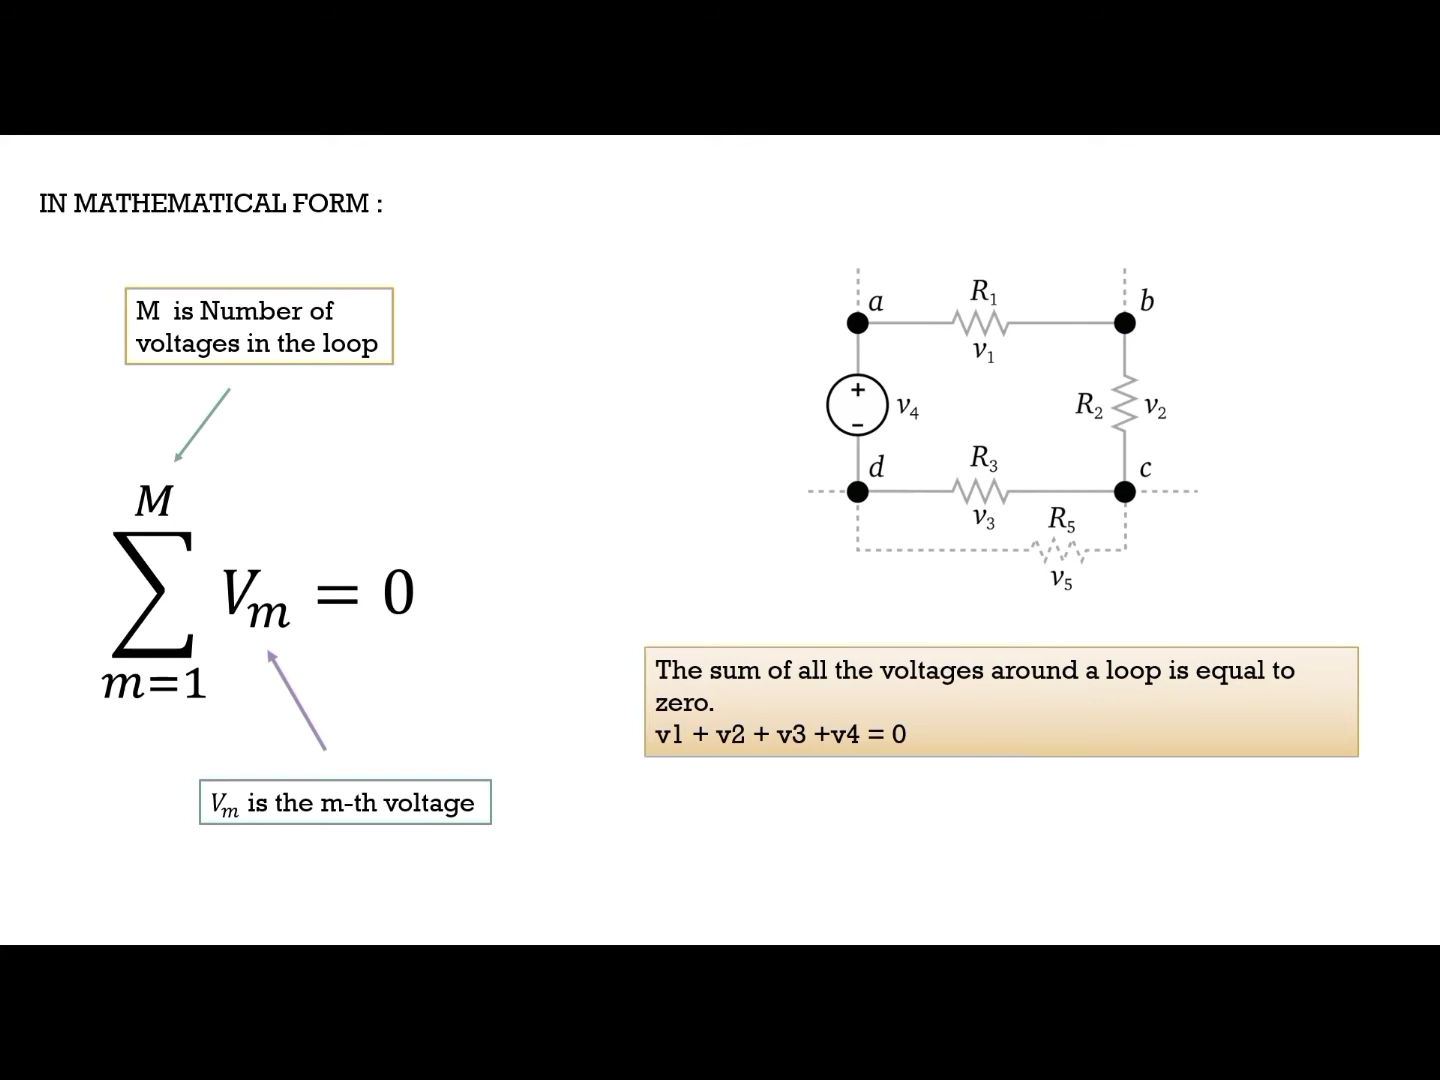 IN MATHEMATICAL FORM :
M is Number of
voltages in the loop
M
∑ Vₘ = 0
m=1
Vₘ is the m-th voltage
a
R₁
b
v₁
+
−
v₄
R₂
v₂
d
R₃
c
v₃
R₅
v₅
The sum of all the voltages around a loop is equal to
zero.
v1 + v2 + v3 +v4 = 0